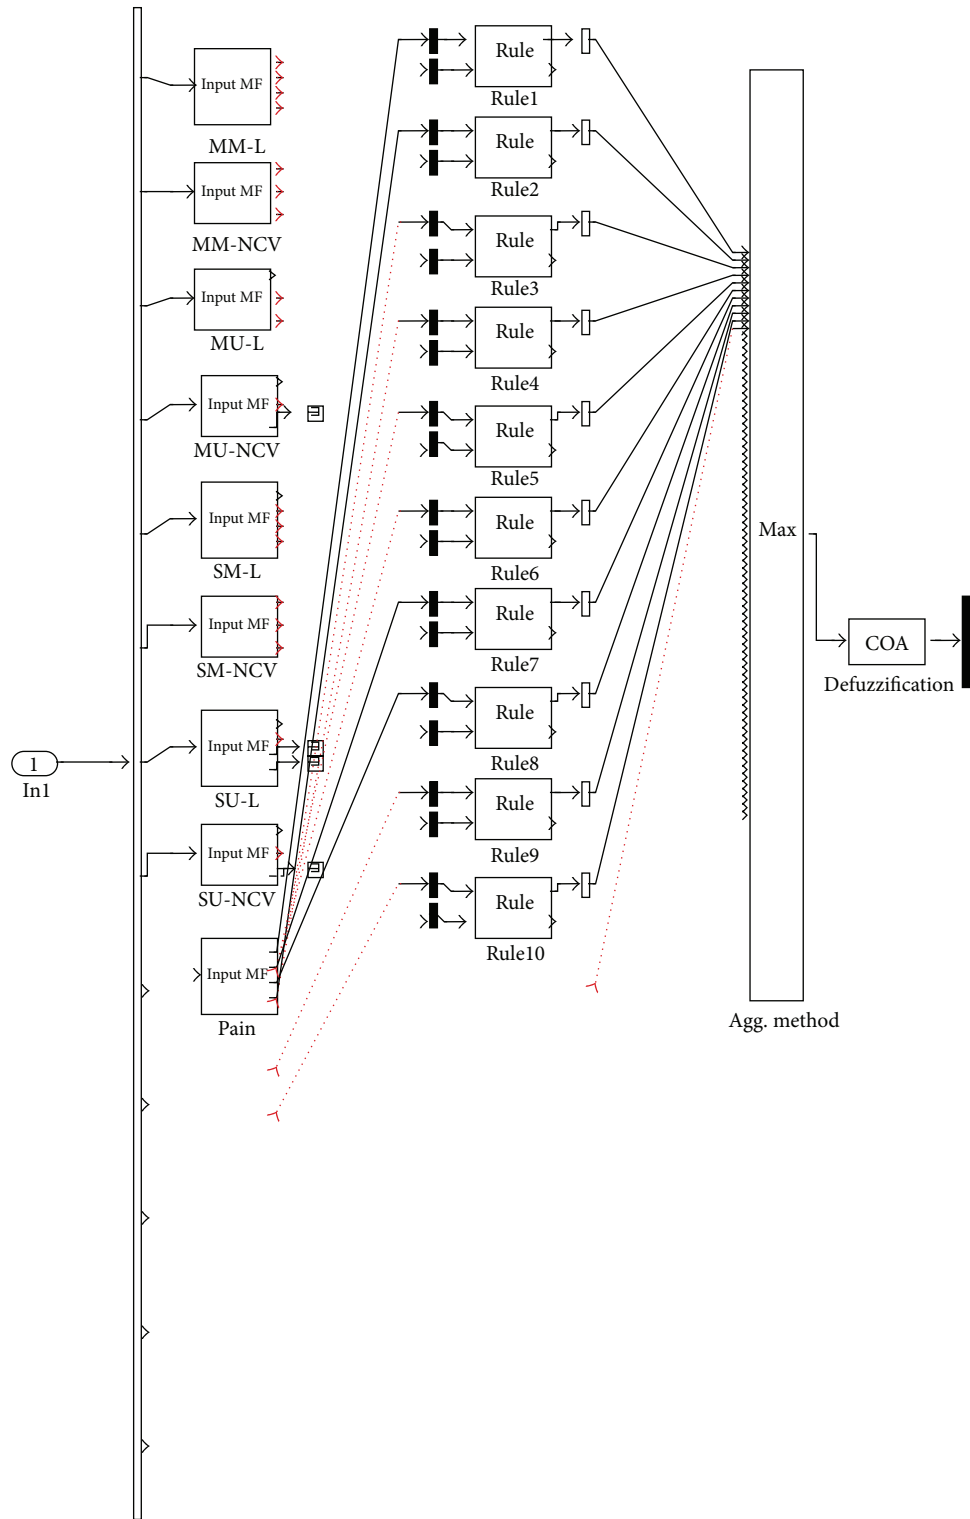 1
In1
Input MF
MM-L
Input MF
MM-NCV
Input MF
MU-L
Input MF
MU-NCV
Input MF
SM-L
Input MF
SM-NCV
Input MF
SU-L
Input MF
SU-NCV
Input MF
Pain
Rule
Rule1
Rule
Rule2
Rule
Rule3
Rule
Rule4
Rule
Rule5
Rule
Rule6
Rule
Rule7
Rule
Rule8
Rule
Rule9
Rule
Rule10
Max
Agg. method
COA
Defuzzification